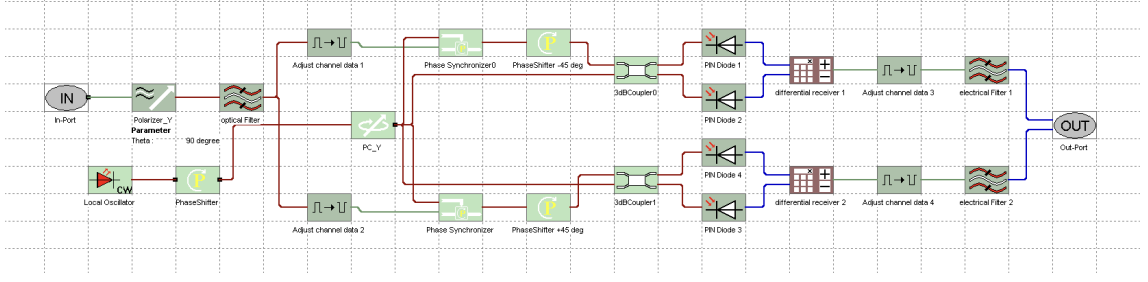 Adjust channel data 1
Phase Synchronizer0
PhaseShifter -45 deg
PIN Diode 1
3dBCoupler0
differential receiver 1
Adjust channel data 3
electrical Filter 1
IN
In-Port
Polarizer_Y
Parameter
Theta : 90 degree
optical Filter
PIN Diode 2
PC_Y
OUT
Out-Port
CW
Local Oscillator
PhaseShifter
PIN Diode 4
3dBCoupler1
differential receiver 2
Adjust channel data 4
electrical Filter 2
Adjust channel data 2
Phase Synchronizer
PhaseShifter +45 deg
PIN Diode 3